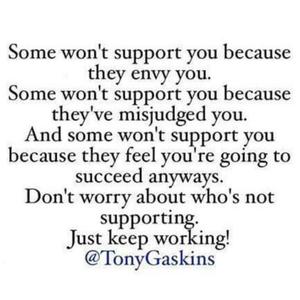 Some won't support you because
they envy you.
Some won't support you because
they've misjudged you.
And some won't support you
because they feel you're going to
succeed anyways.
Don't worry about who's not
supporting.
Just keep working!
@TonyGaskins